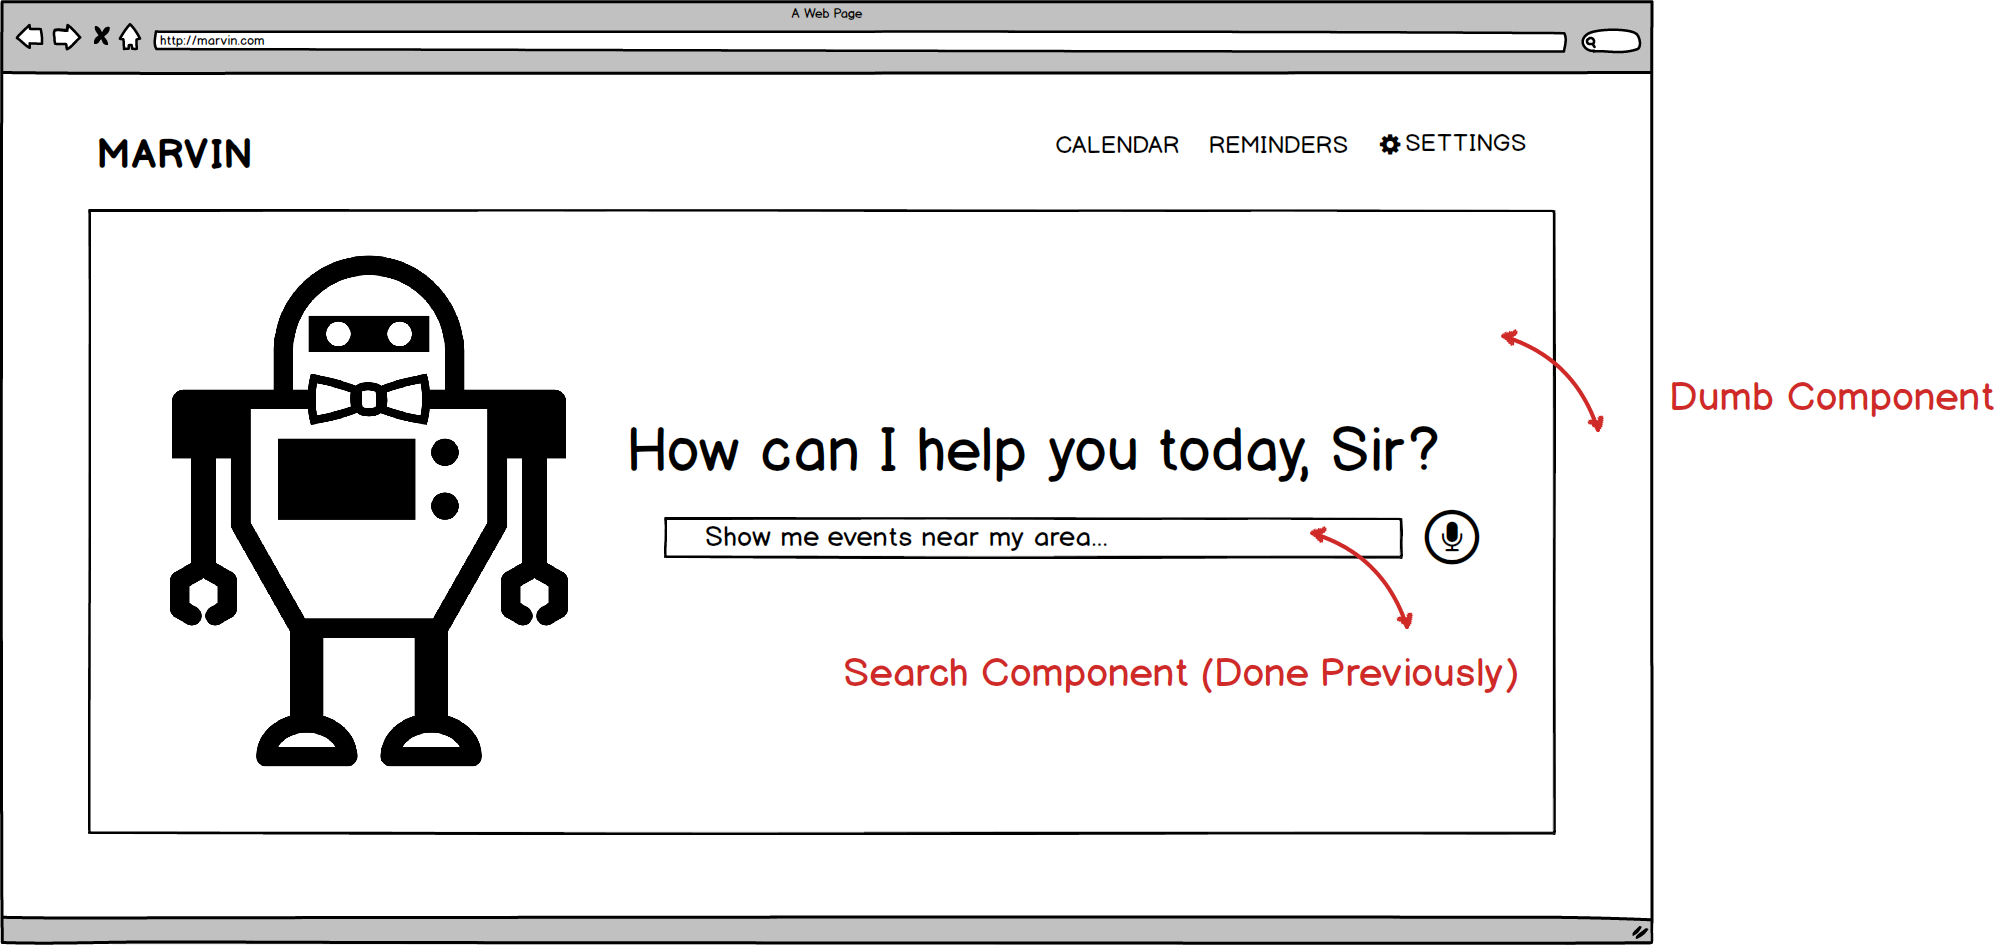 A Web Page
http://marvin.com
MARVIN
CALENDAR REMINDERS SETTINGS
Dumb Component
How can I help you today, Sir?
Show me events near my area...
Search Component (Done Previously)